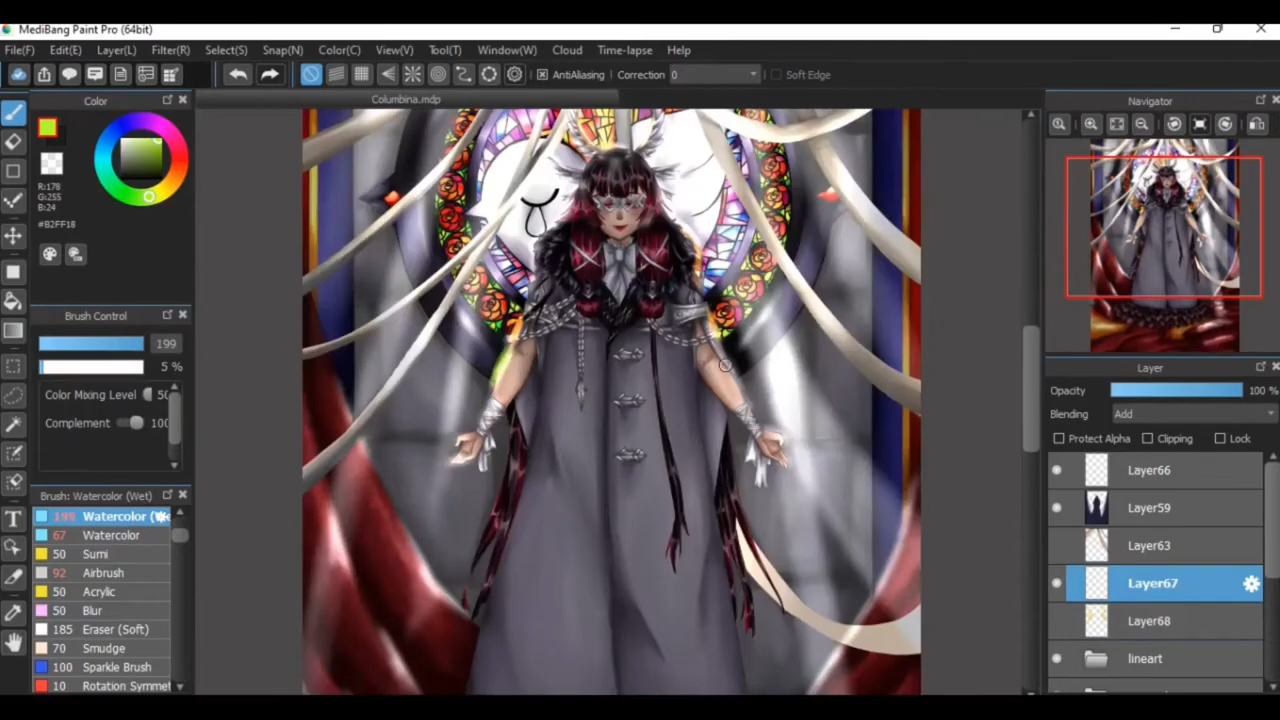 MediBang Paint Pro (64bit)
File(F) Edit(E) Layer(L) Filter(R) Select(S) Snap(N) Color(C) View(V) Tool(T) Window(W) Cloud Time-lapse Help
AntiAliasing Correction 0 Soft Edge
Color
Columbina.mdp
Navigator
R:178
G:255
B:24
#B2FF18
Brush Control
199
5 %
Color Mixing Level 50
Complement 100
Layer
Opacity 100 %
Blending Add
Protect Alpha Clipping Lock
Layer66
Layer59
Layer63
Layer67
Layer68
lineart
Brush: Watercolor (Wet)
199 Watercolor (
67 Watercolor
50 Sumi
92 Airbrush
50 Acrylic
50 Blur
185 Eraser (Soft)
70 Smudge
100 Sparkle Brush
10 Rotation Symmet
T